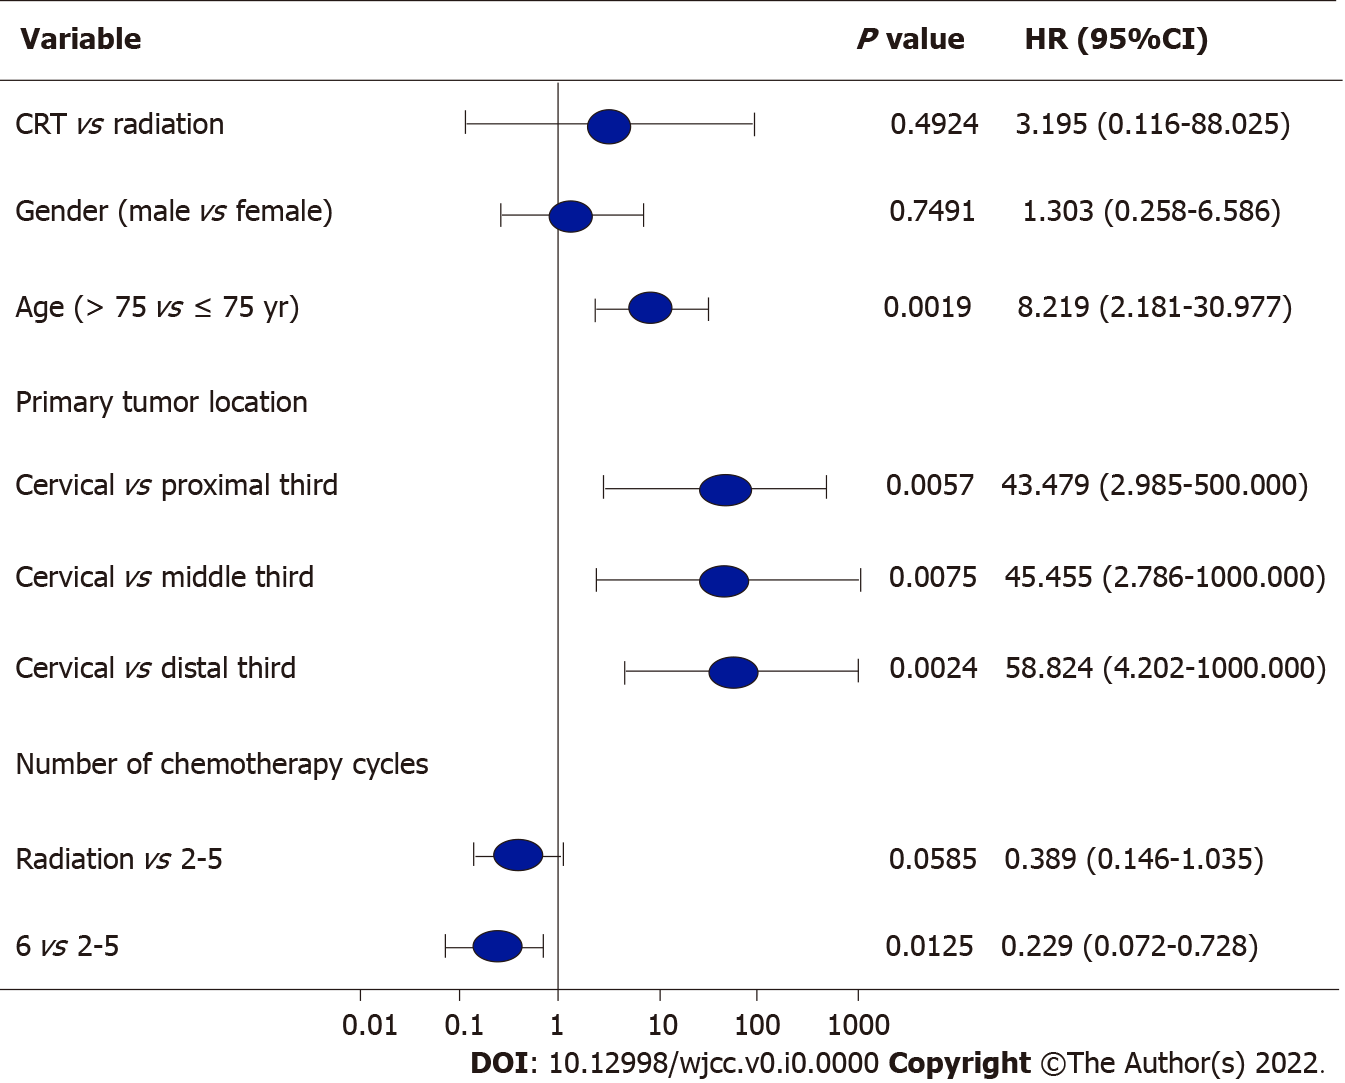 Variable P value HR (95%CI)
CRT vs radiation 0.4924 3.195 (0.116-88.025)
Gender (male vs female) 0.7491 1.303 (0.258-6.586)
Age (> 75 vs ≤ 75 yr) 0.0019 8.219 (2.181-30.977)
Primary tumor location
Cervical vs proximal third 0.0057 43.479 (2.985-500.000)
Cervical vs middle third 0.0075 45.455 (2.786-1000.000)
Cervical vs distal third 0.0024 58.824 (4.202-1000.000)
Number of chemotherapy cycles
Radiation vs 2-5 0.0585 0.389 (0.146-1.035)
6 vs 2-5 0.0125 0.229 (0.072-0.728)
0.01 0.1 1 10 100 1000
DOI: 10.12998/wjcc.v0.i0.0000 Copyright ©The Author(s) 2022.